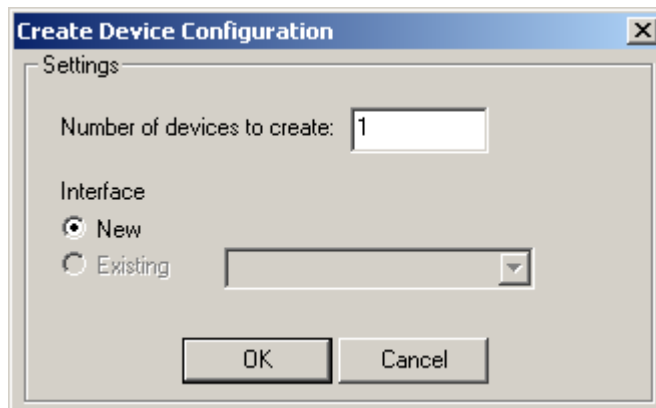 Create Device Configuration
Settings
Number of devices to create: 1
Interface
New
Existing
OK Cancel